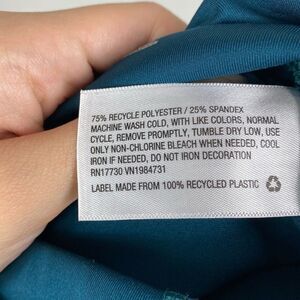 75% RECYCLE POLYESTER / 25% SPANDEX
MACHINE WASH COLD, WITH LIKE COLORS, NORMAL
CYCLE, REMOVE PROMPTLY, TUMBLE DRY LOW, USE
ONLY NON-CHLORINE BLEACH WHEN NEEDED, COOL
IRON IF NEEDED, DO NOT IRON DECORATION
RN17730 VN1984731
LABEL MADE FROM 100% RECYCLED PLASTIC